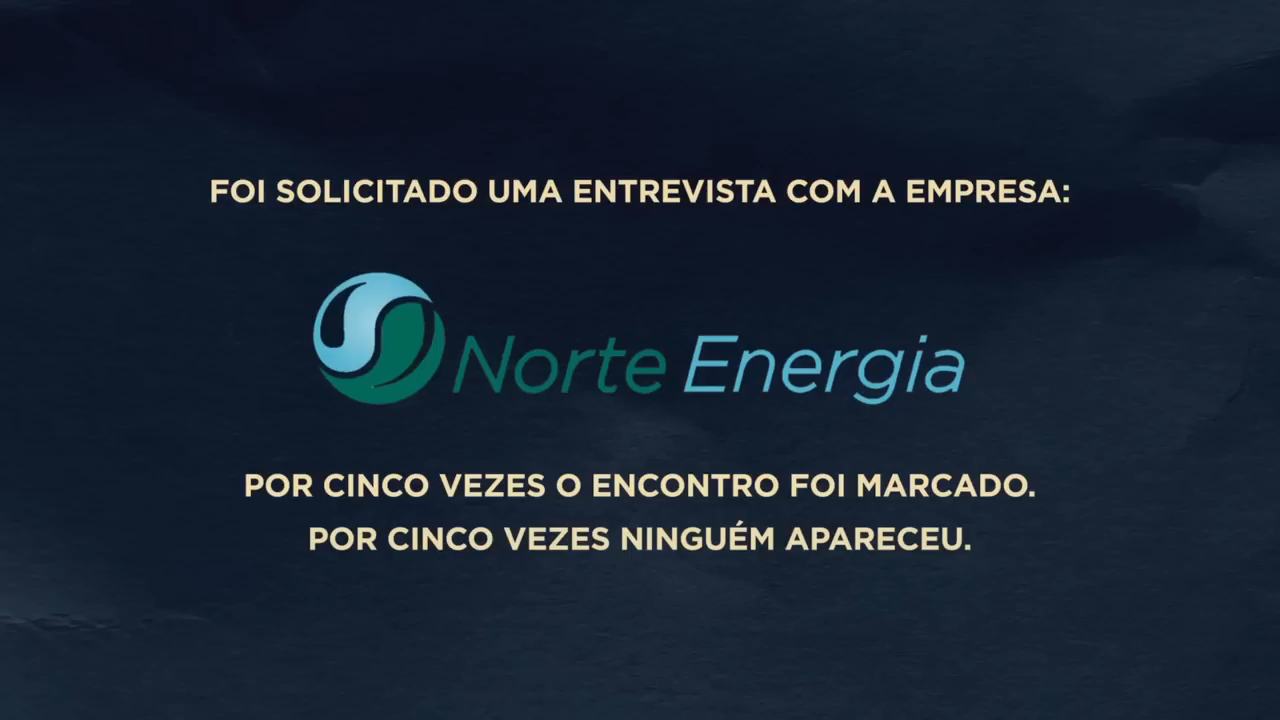 FOI SOLICITADO UMA ENTREVISTA COM A EMPRESA:
Norte Energia
POR CINCO VEZES O ENCONTRO FOI MARCADO.
POR CINCO VEZES NINGUÉM APARECEU.